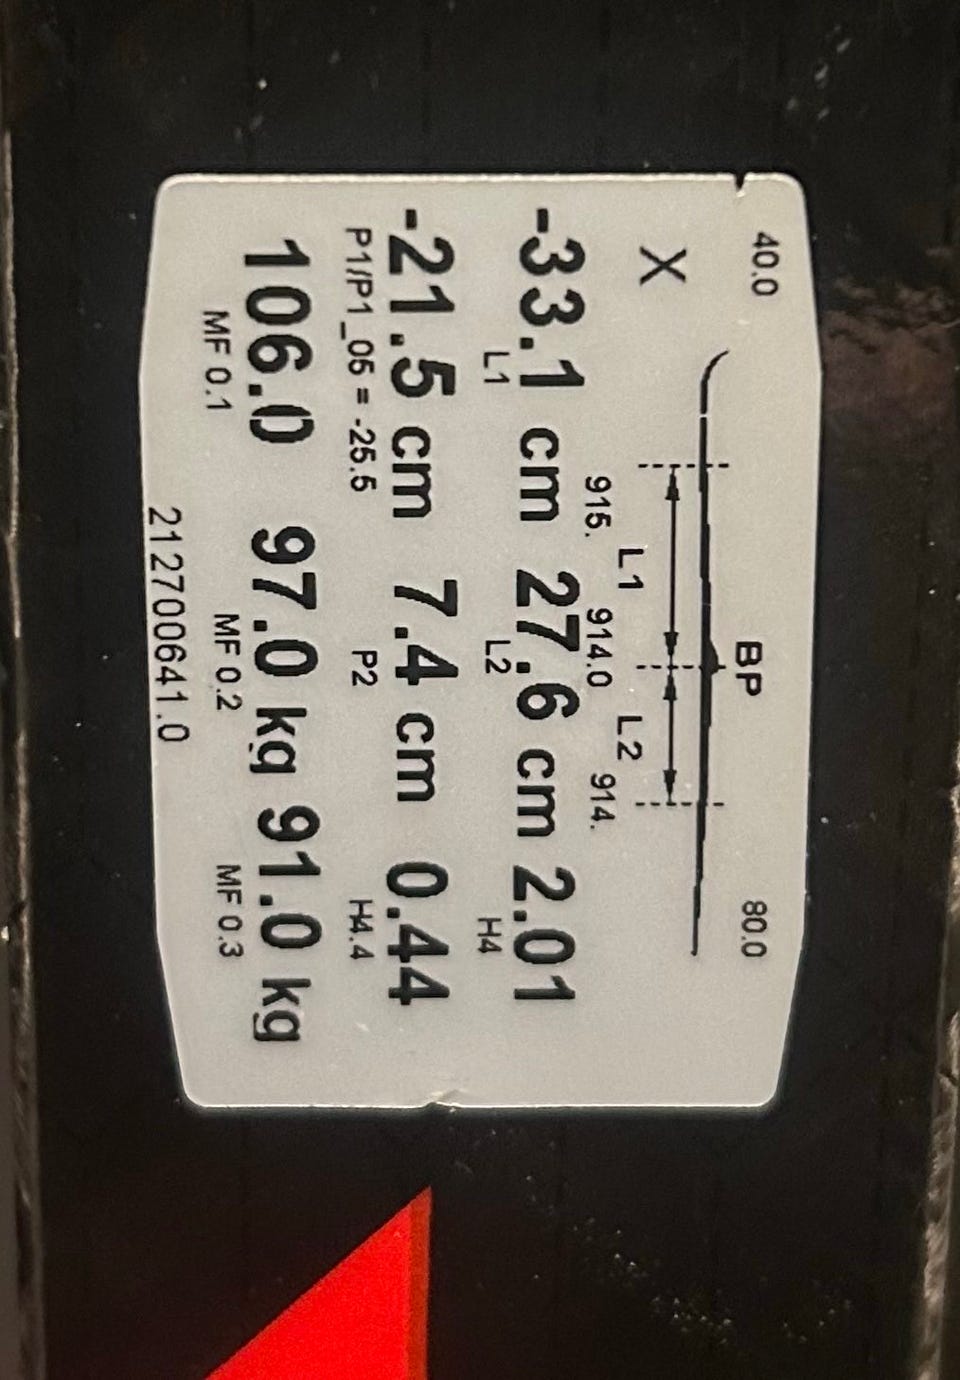 40.0 BP 80.0
X L1 L2
915. 914.0 914.
-33.1 cm 27.6 cm 2.01
L1 L2 H4
-21.5 cm 7.4 cm 0.44
P1/P1_05 = -25.5 P2 H4.4
106.0 97.0 kg 91.0 kg
MF 0.1 MF 0.2 MF 0.3
212700641.0